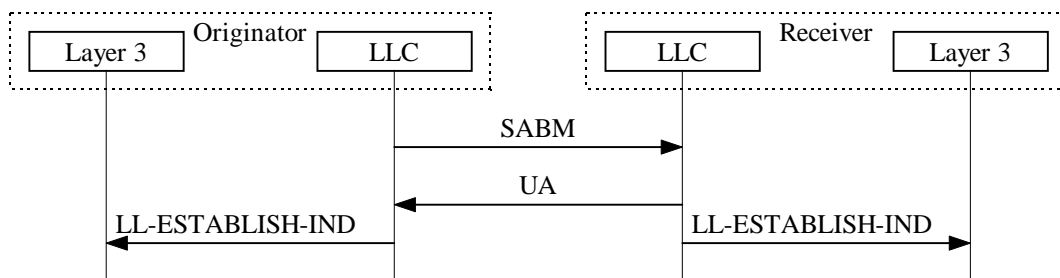 Originator
Receiver
Layer 3
LLC
LLC
Layer 3
SABM
UA
LL-ESTABLISH-IND
LL-ESTABLISH-IND